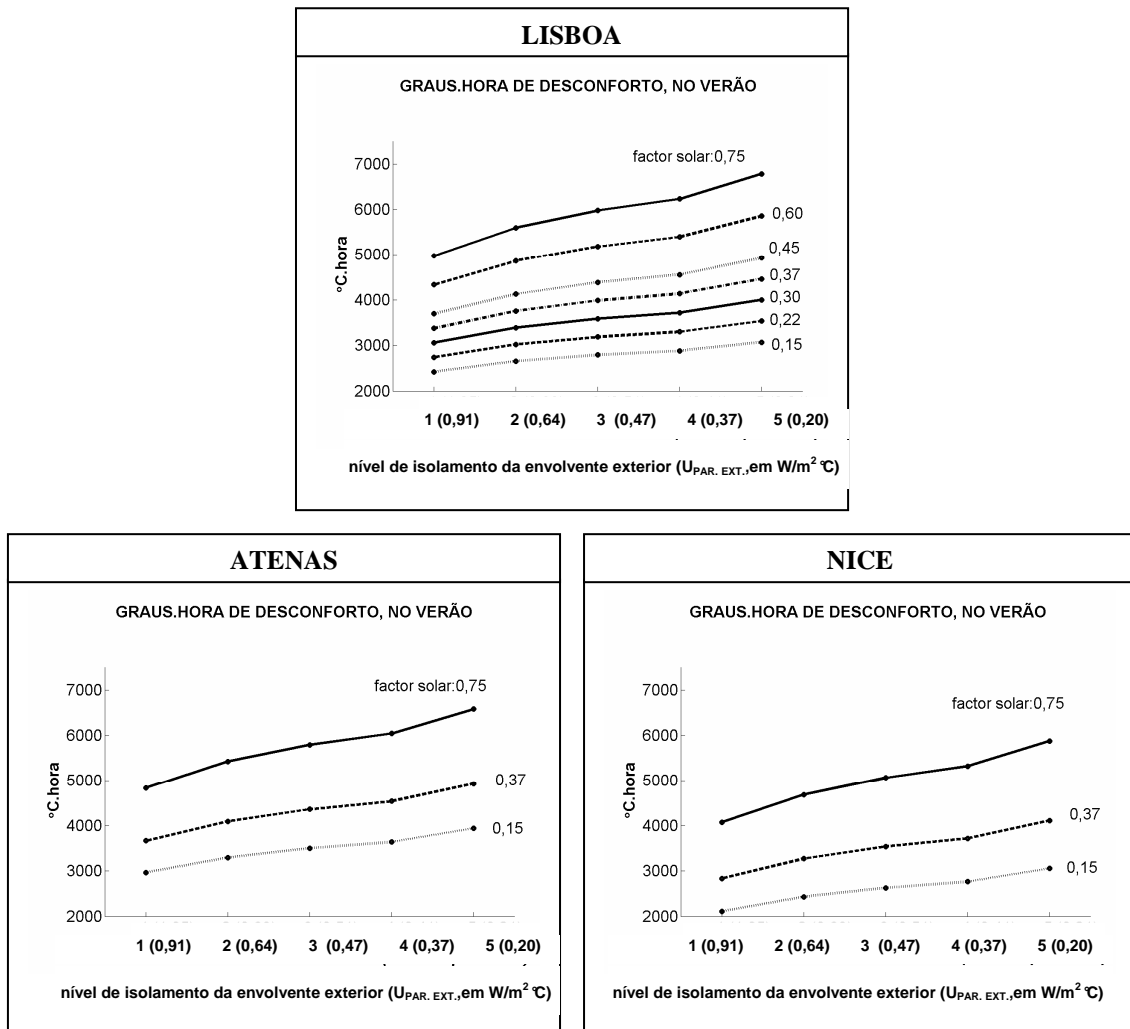 LISBOA
GRAUS.HORA DE DESCONFORTO, NO VERÃO
factor solar:0,75
7000
6000
5000
4000
3000
2000
ºC.hora
0,60
0,45
0,37
0,30
0,22
0,15
1 (0,91) 2 (0,64) 3 (0,47) 4 (0,37) 5 (0,20)
nível de isolamento da envolvente exterior (UPAR. EXT.,em W/m² ºC)
ATENAS
GRAUS.HORA DE DESCONFORTO, NO VERÃO
factor solar:0,75
7000
6000
5000
4000
3000
2000
ºC.hora
0,37
0,15
1 (0,91) 2 (0,64) 3 (0,47) 4 (0,37) 5 (0,20)
nível de isolamento da envolvente exterior (UPAR. EXT.,em W/m² ºC)
NICE
GRAUS.HORA DE DESCONFORTO, NO VERÃO
factor solar:0,75
7000
6000
5000
4000
3000
2000
ºC.hora
0,37
0,15
1 (0,91) 2 (0,64) 3 (0,47) 4 (0,37) 5 (0,20)
nível de isolamento da envolvente exterior (UPAR. EXT.,em W/m² ºC)